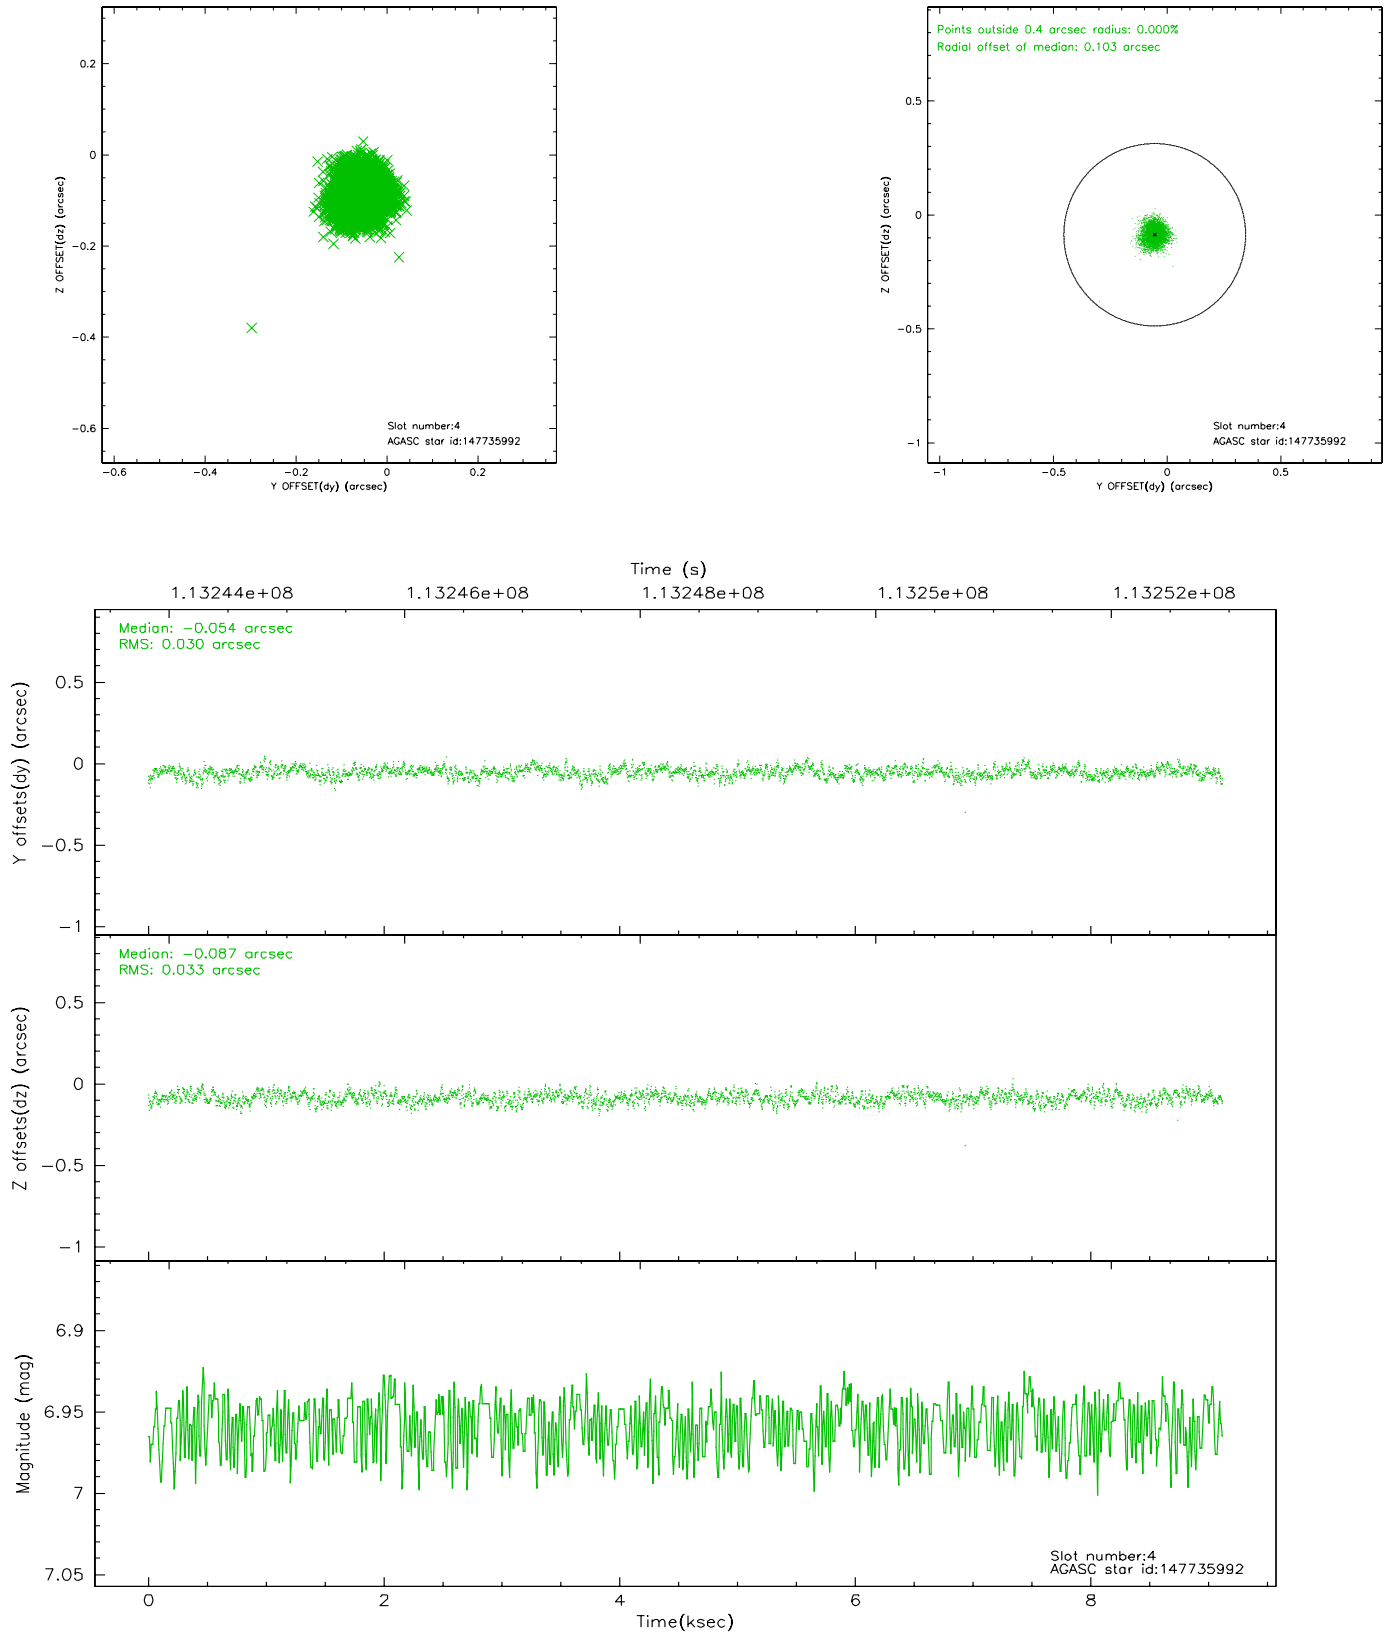 0.2
0
−0.2
−0.4
−0.6
Z OFFSET(dz) (arcsec)
Slot number:4
AGASC star id:147735992
−0.6 −0.4 −0.2 0 0.2
Y OFFSET(dy) (arcsec)
Points outside 0.4 arcsec radius: 0.000%
Radial offset of median: 0.103 arcsec
0.5
0
−0.5
−1
Z OFFSET(dz) (arcsec)
Slot number:4
AGASC star id:147735992
−1 −0.5 0 0.5
Y OFFSET(dy) (arcsec)
Time (s)
1.13244e+08 1.13246e+08 1.13248e+08 1.1325e+08 1.13252e+08
Median: −0.054 arcsec
RMS: 0.030 arcsec
0.5
0
−0.5
−1
Y offsets(dy) (arcsec)
Median: −0.087 arcsec
RMS: 0.033 arcsec
0.5
0
−0.5
−1
Z offsets(dz) (arcsec)
6.9
6.95
7
7.05
Magnitude (mag)
Slot number:4
AGASC star id:147735992
0 2 4 6 8
Time(ksec)